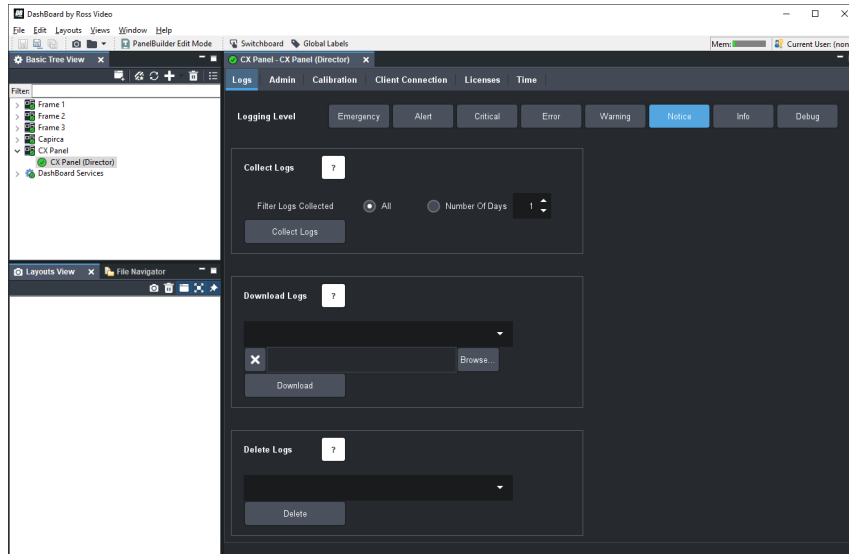 DashBoard by Ross Video
File Edit Layouts Views Window Help
PanelBuilder Edit Mode Switchboard Global Labels Mem: Current User: (non
Basic Tree View
Filter:
Frame 1
Frame 2
Frame 3
Capirca
CX Panel
CX Panel (Director)
DashBoard Services
Layouts View File Navigator
CX Panel - CX Panel (Director)
Logs Admin Calibration Client Connection Licenses Time
Logging Level Emergency Alert Critical Error Warning Notice Info Debug
Collect Logs ?
Filter Logs Collected All Number Of Days 1
Collect Logs
Download Logs ?
Browse...
Download
Delete Logs ?
Delete